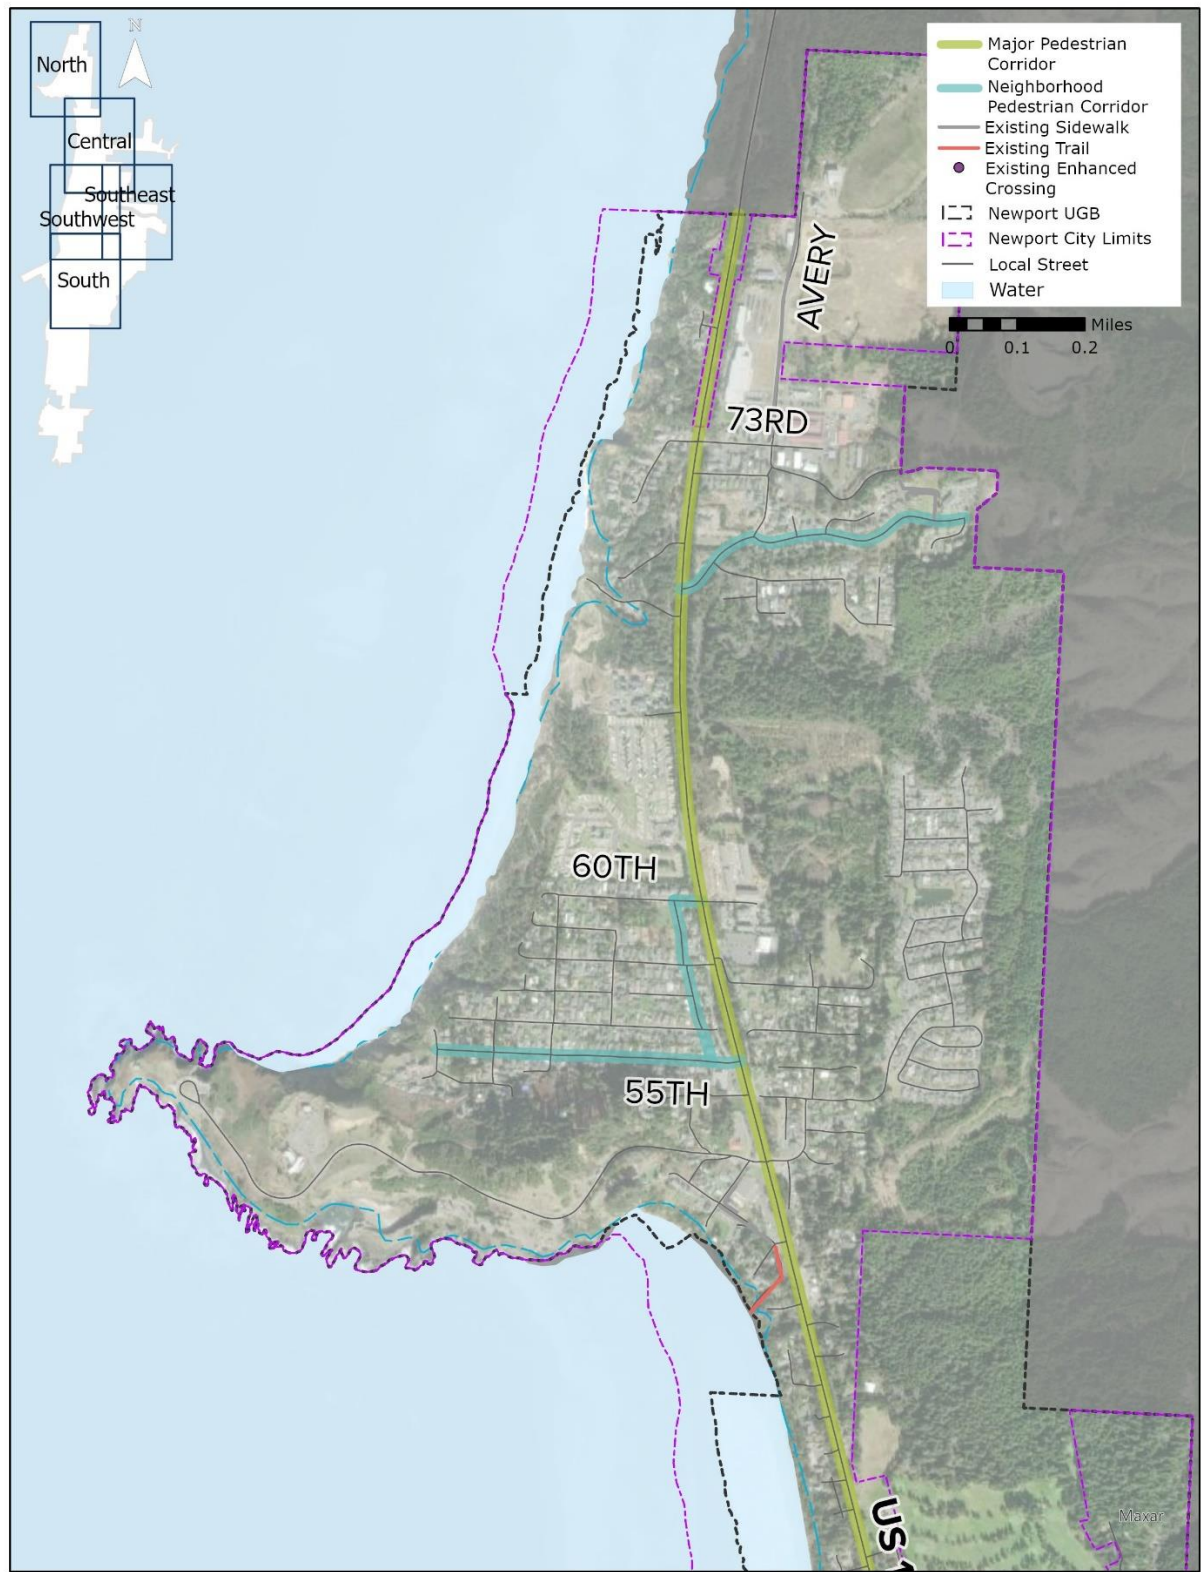 N
North
Central
Southeast
Southwest
South
Major Pedestrian
Corridor
Neighborhood
Pedestrian Corridor
Existing Sidewalk
Existing Trail
Existing Enhanced
Crossing
Newport UGB
Newport City Limits
Local Street
Water
Miles
0 0.1 0.2
AVERY
73RD
60TH
55TH
US 1
Maxar